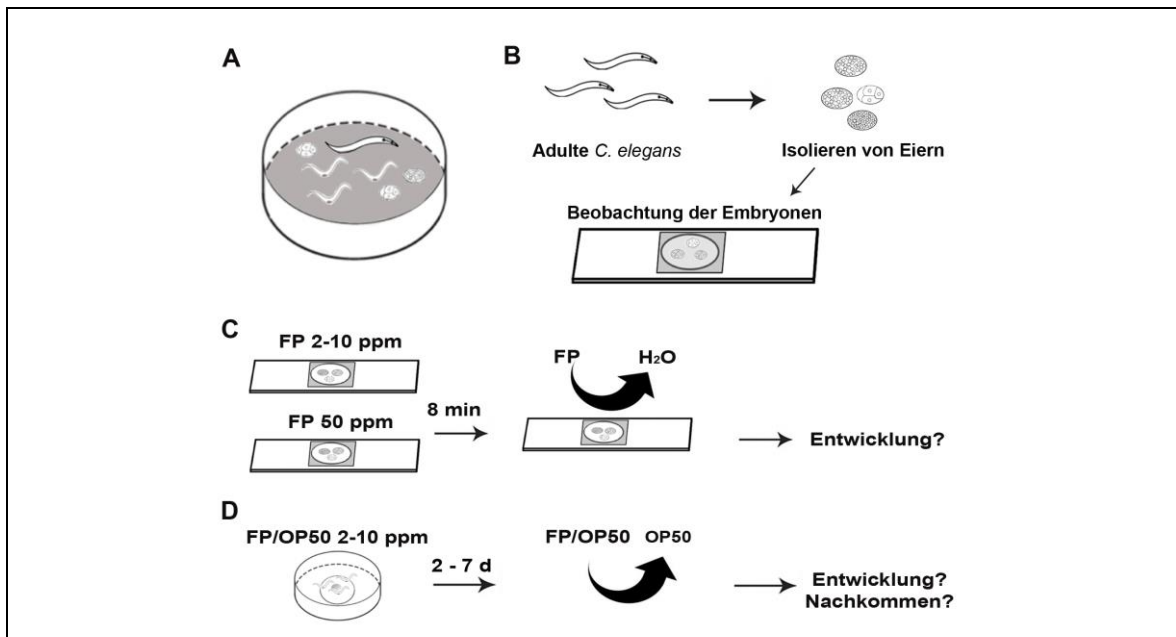 A
B
Adulte C. elegans
Isolieren von Eiern
Beobachtung der Embryonen
C
FP 2-10 ppm
FP 50 ppm
8 min
FP H₂O
Entwicklung?
D
FP/OP50 2-10 ppm
2 - 7 d
FP/OP50 OP50
Entwicklung?
Nachkommen?